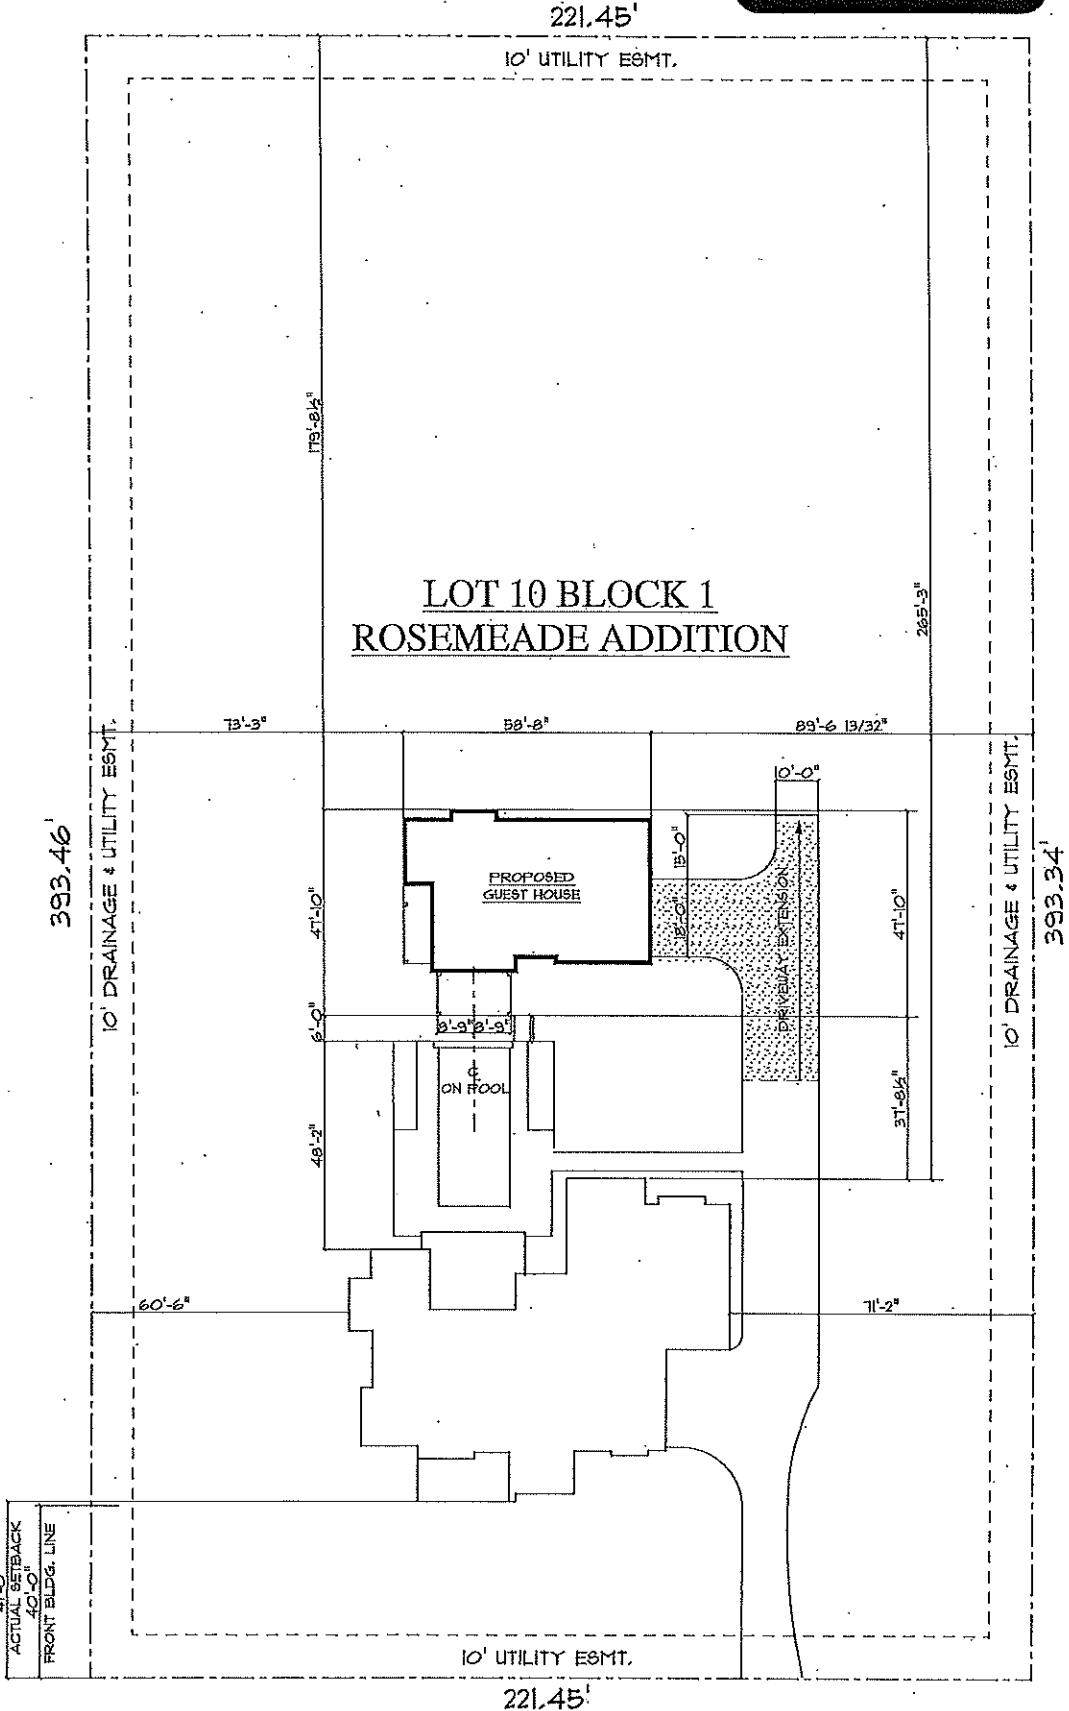 221.45'
10' UTILITY ESMT.
179'-8½"
265'-3"
LOT 10 BLOCK 1
ROSEMEADE ADDITION
73'-3"
58'-8"
89'-6 13/32"
10' DRAINAGE & UTILITY ESMT.
10' DRAINAGE & UTILITY ESMT.
393.46'
393.34'
10'-0"
15'-0"
18'-0"
PROPOSED
GUEST HOUSE
DRIVEWAY EXTENSION
47'-10"
47'-10"
6'-0"
8'-9" 8'-9"
ON POOL
37'-8½"
48'-2"
60'-6"
71'-2"
ACTUAL SETBACK
40'-0"
FRONT BLDG. LINE
10' UTILITY ESMT.
221.45'